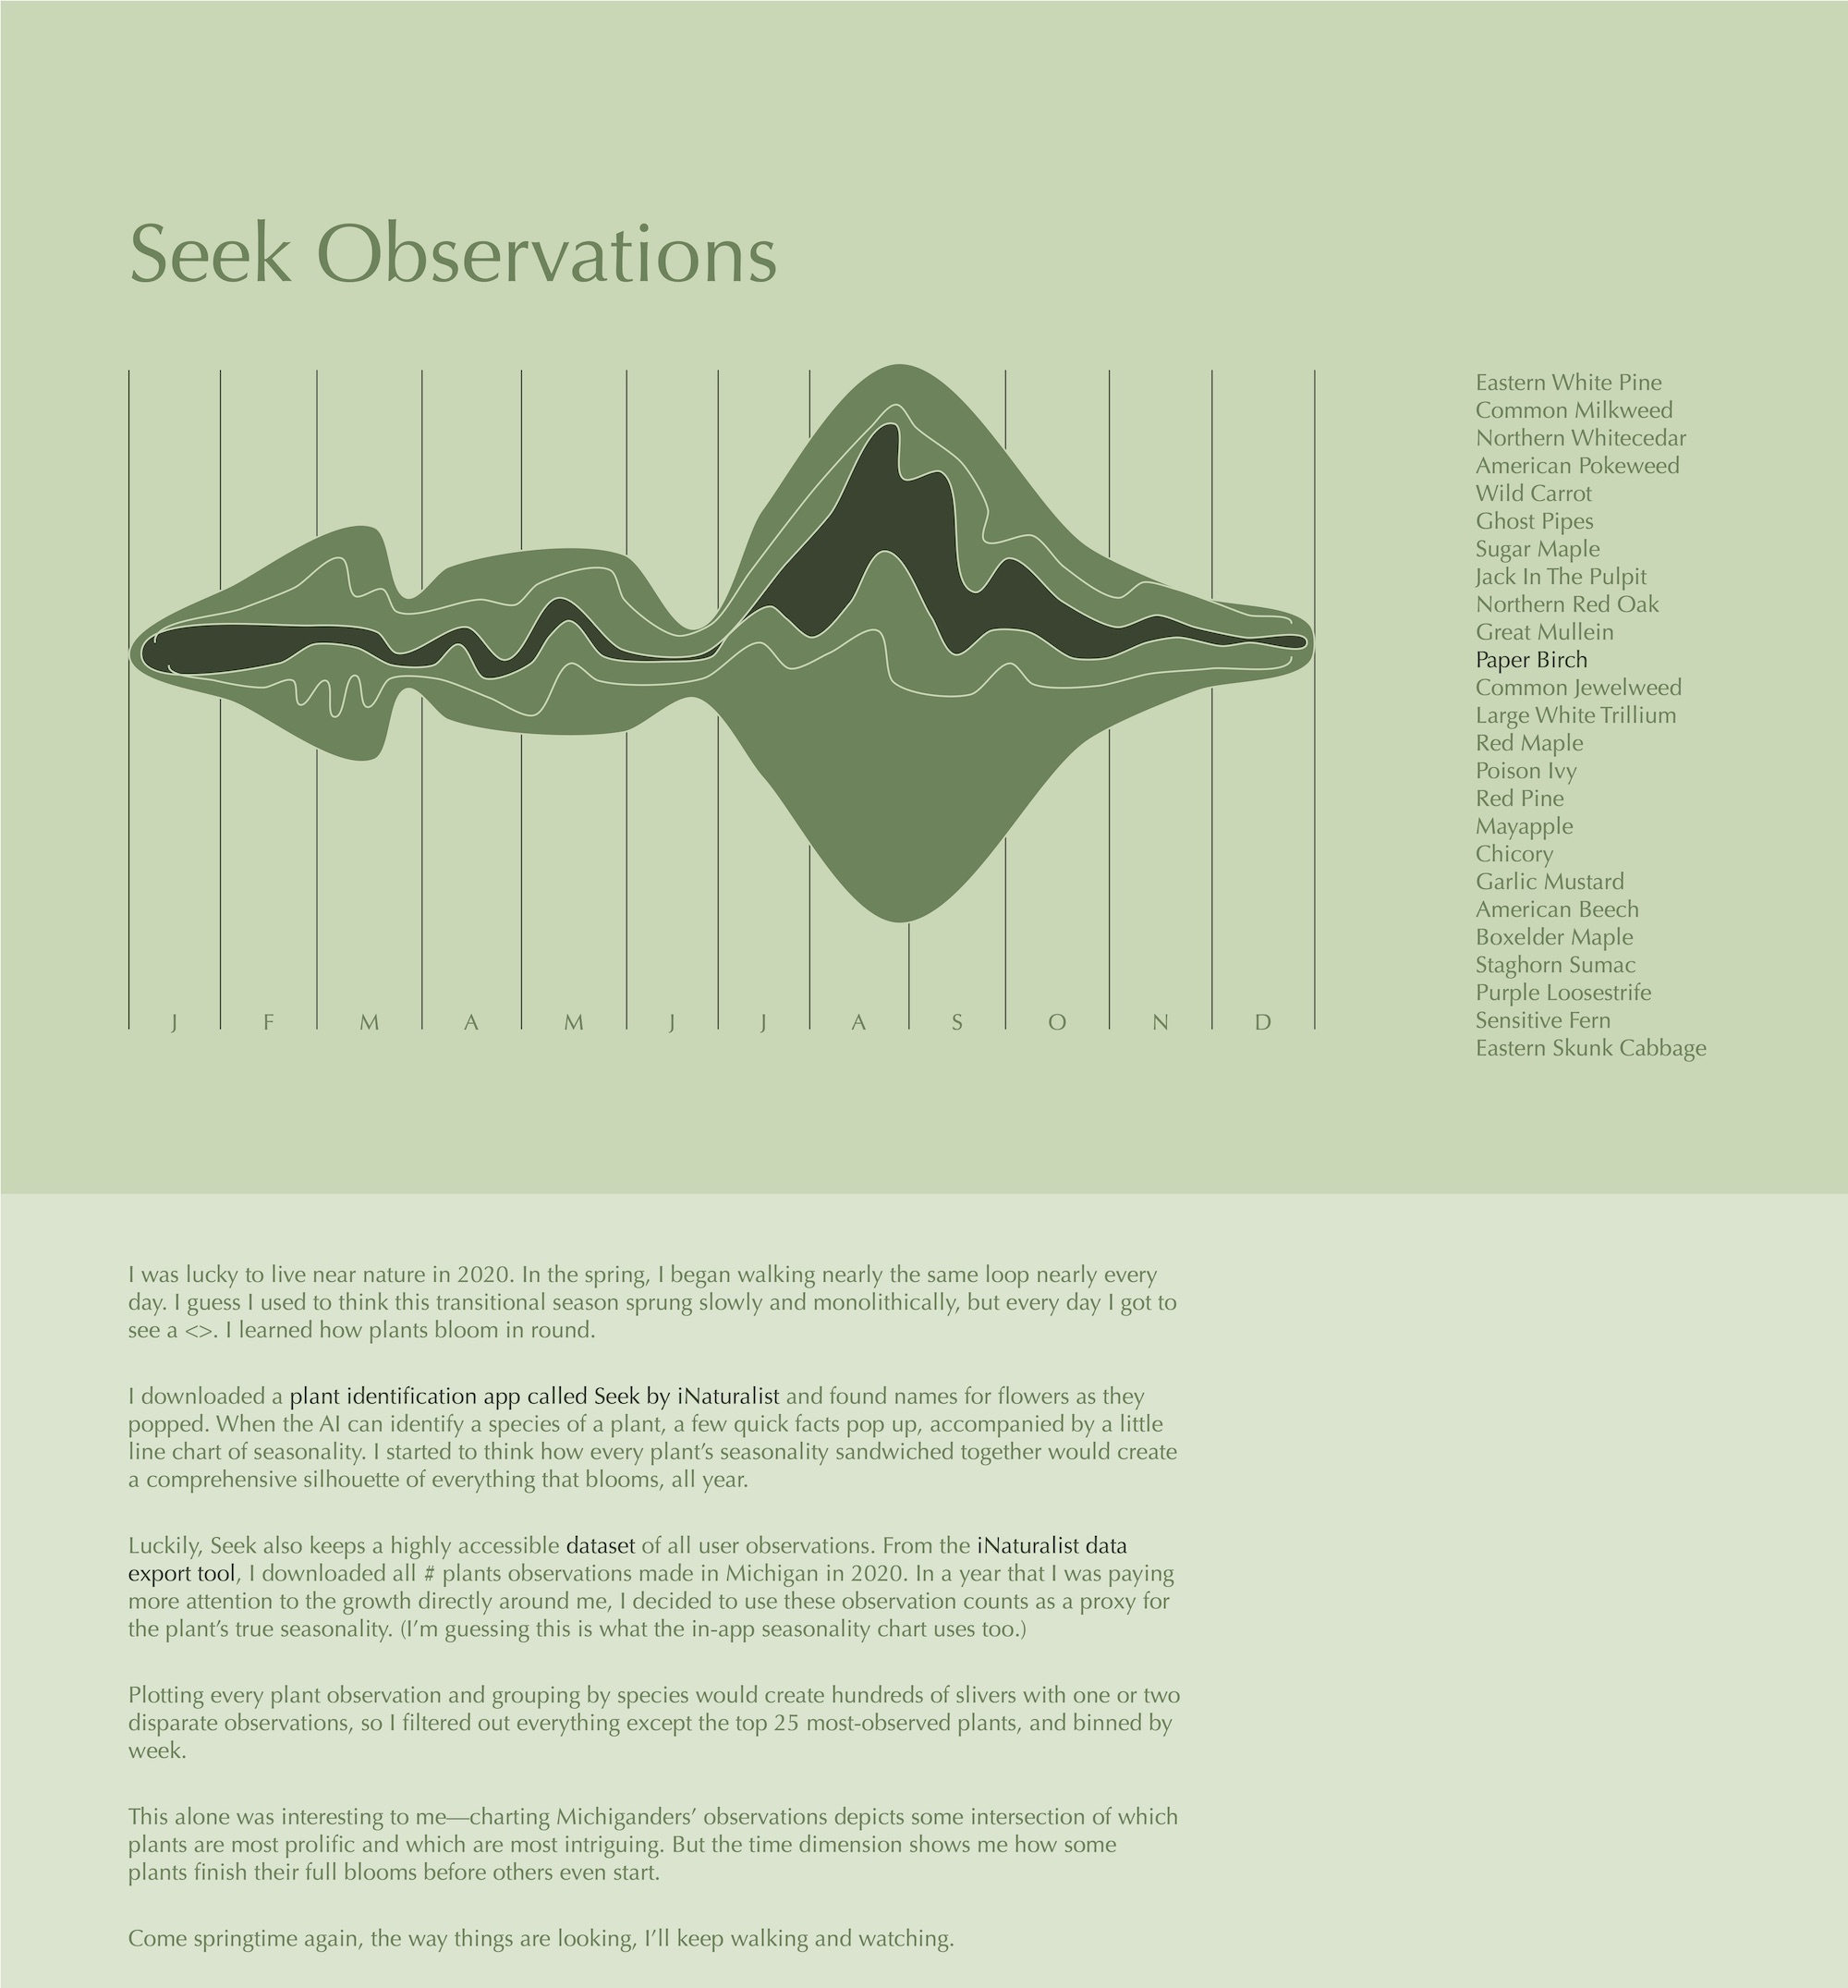 Seek Observations
J F M A M J J A S O N D
Eastern White Pine
Common Milkweed
Northern Whitecedar
American Pokeweed
Wild Carrot
Ghost Pipes
Sugar Maple
Jack In The Pulpit
Northern Red Oak
Great Mullein
Paper Birch
Common Jewelweed
Large White Trillium
Red Maple
Poison Ivy
Red Pine
Mayapple
Chicory
Garlic Mustard
American Beech
Boxelder Maple
Staghorn Sumac
Purple Loosestrife
Sensitive Fern
Eastern Skunk Cabbage
I was lucky to live near nature in 2020. In the spring, I began walking nearly the same loop nearly every
day. I guess I used to think this transitional season sprung slowly and monolithically, but every day I got to
see a <>. I learned how plants bloom in round.
I downloaded a plant identification app called Seek by iNaturalist and found names for flowers as they
popped. When the AI can identify a species of a plant, a few quick facts pop up, accompanied by a little
line chart of seasonality. I started to think how every plant’s seasonality sandwiched together would create
a comprehensive silhouette of everything that blooms, all year.
Luckily, Seek also keeps a highly accessible dataset of all user observations. From the iNaturalist data
export tool, I downloaded all # plants observations made in Michigan in 2020. In a year that I was paying
more attention to the growth directly around me, I decided to use these observation counts as a proxy for
the plant’s true seasonality. (I’m guessing this is what the in-app seasonality chart uses too.)
Plotting every plant observation and grouping by species would create hundreds of slivers with one or two
disparate observations, so I filtered out everything except the top 25 most-observed plants, and binned by
week.
This alone was interesting to me—charting Michiganders’ observations depicts some intersection of which
plants are most prolific and which are most intriguing. But the time dimension shows me how some
plants finish their full blooms before others even start.
Come springtime again, the way things are looking, I’ll keep walking and watching.